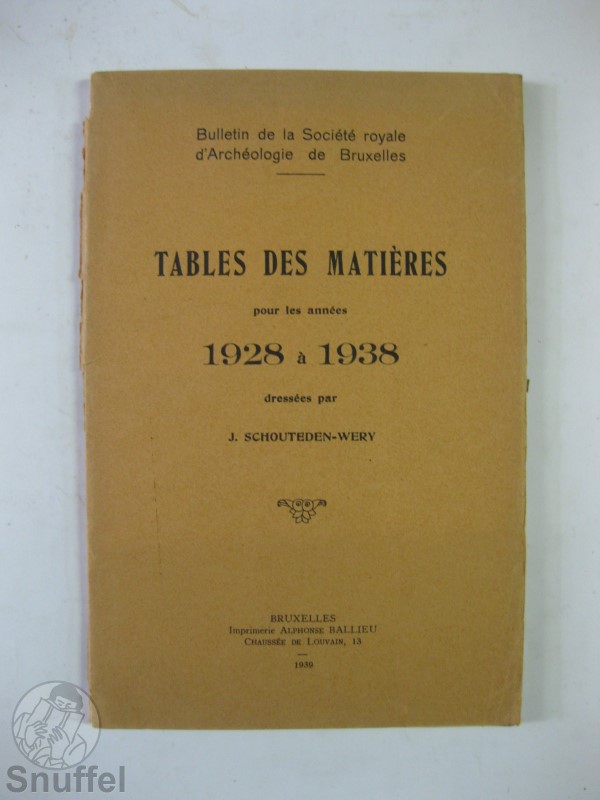 Bulletin de la Société royale
d'Archéologie de Bruxelles
TABLES DES MATIÈRES
pour les années
1928 à 1938
dressées par
J. SCHOUTEDEN-WERY
BRUXELLES
Imprimerie ALPHONSE BALLIEU
CHAUSSÉE DE LOUVAIN, 13
1939
Snuffel